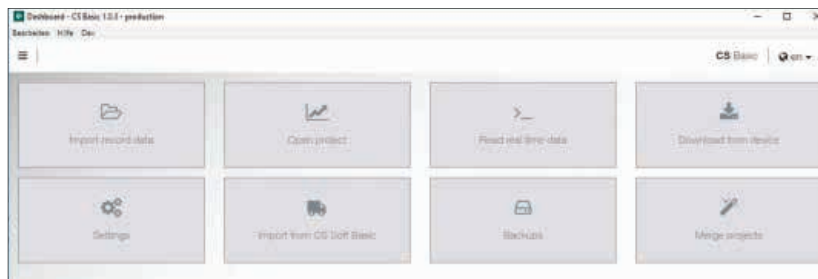 Dashboard - CS Basic 1.0.1 - production
Bearbeiten Hilfe Dev
CS Basic en
Import record data
Open project
Read real time data
Download from device
Settings
Import from CS Soft Basic
Backups
Merge projects